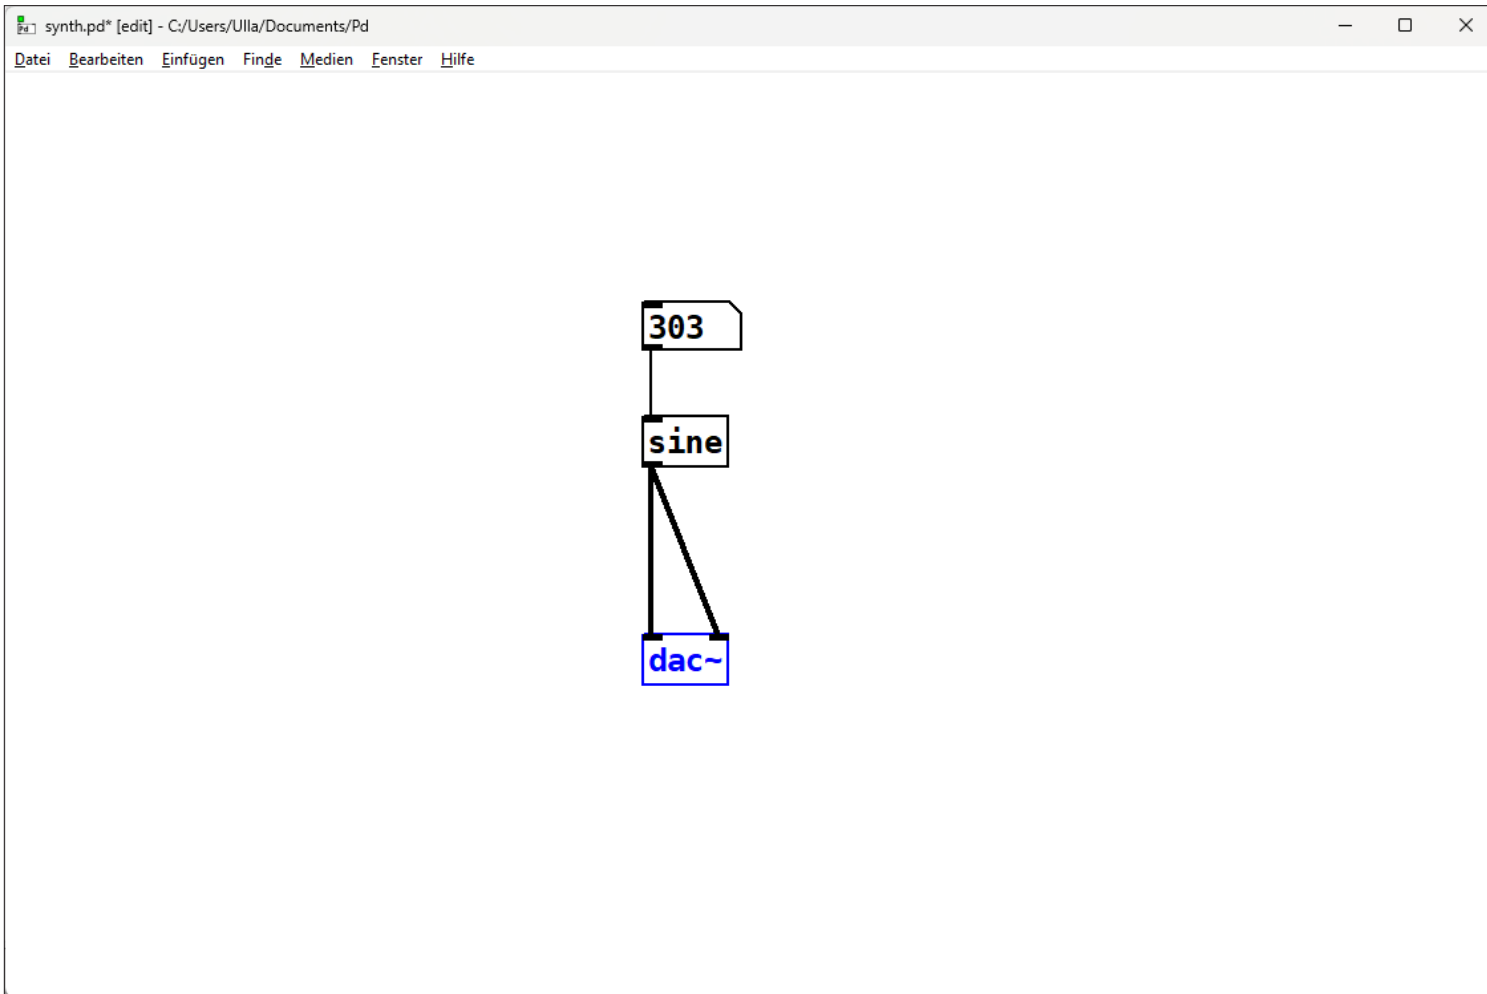 synth.pd* [edit] - C:/Users/Ulla/Documents/Pd
Datei Bearbeiten Einfügen Finde Medien Fenster Hilfe
303
sine
dac~